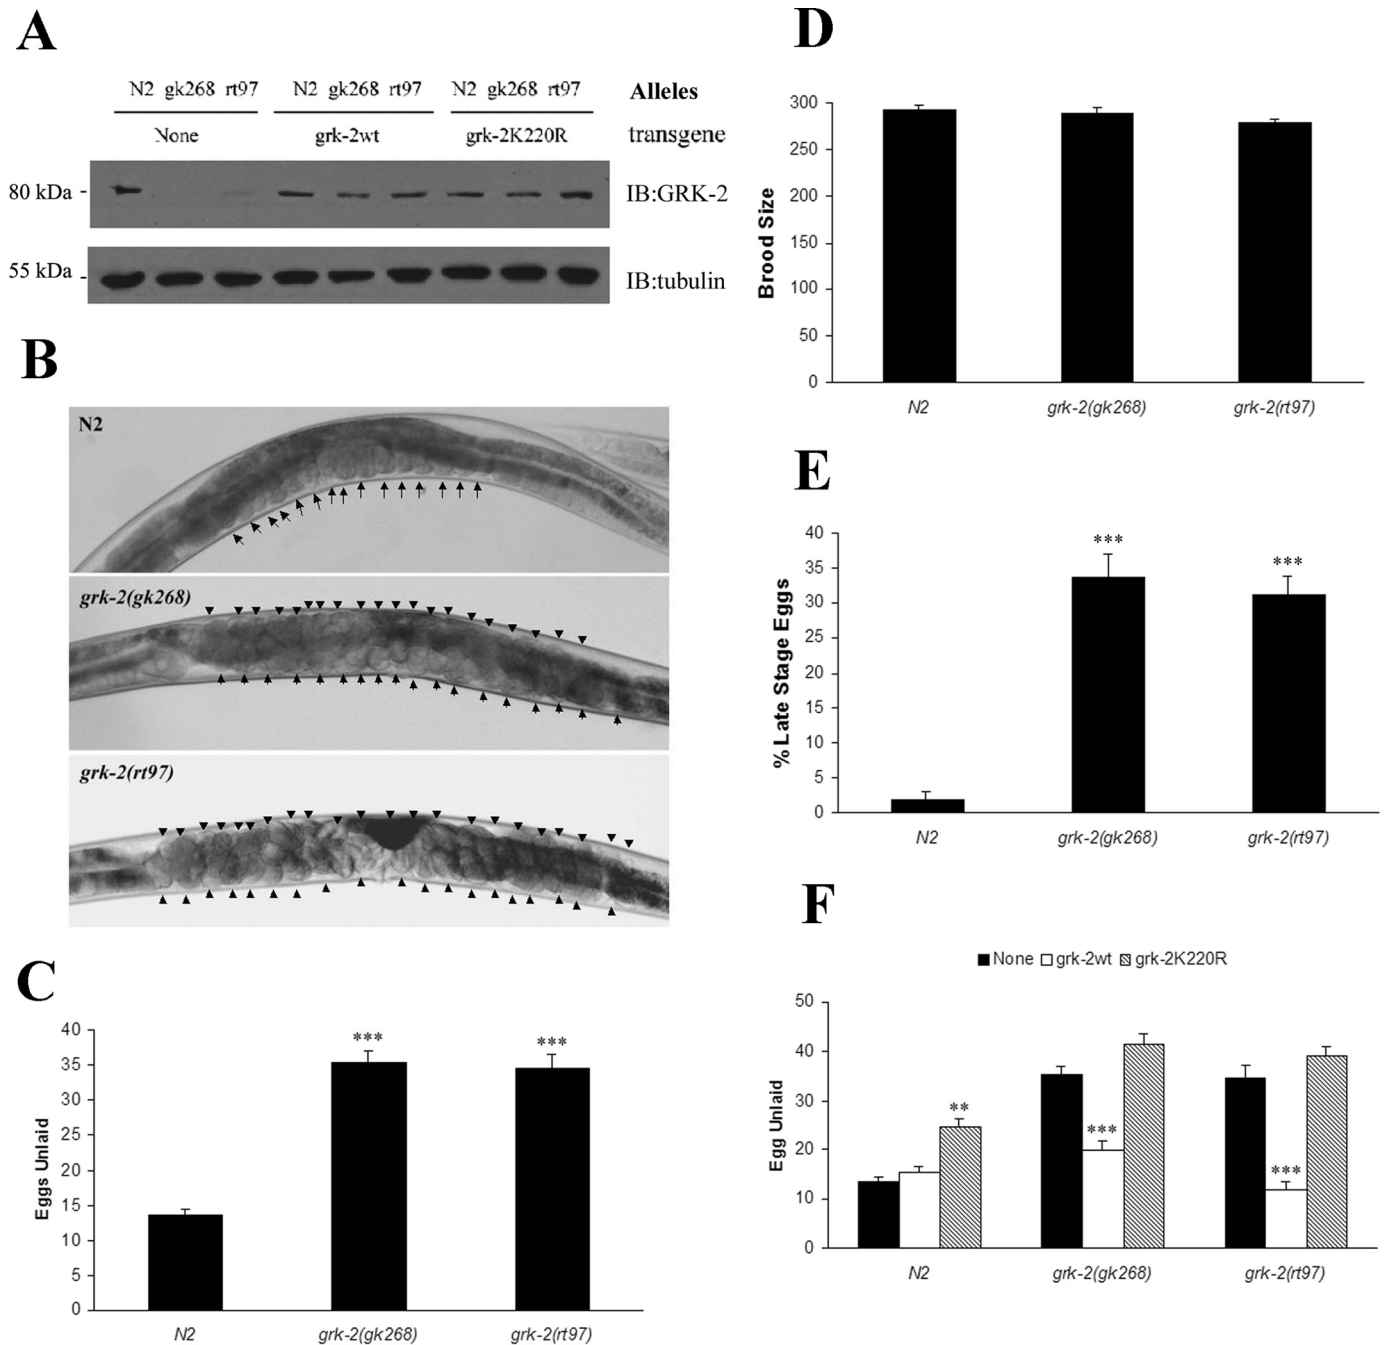 A
N2 gk268 rt97 N2 gk268 rt97 N2 gk268 rt97 Alleles
None grk-2wt grk-2K220R transgene
80 kDa - IB:GRK-2
55 kDa - IB:tubulin
B
N2
grk-2(gk268)
grk-2(rt97)
C
40
35
30
25
20
15
10
5
0
Eggs Unlaid
*** ***
N2 grk-2(gk268) grk-2(rt97)
D
300
250
200
150
100
50
0
Brood Size
N2 grk-2(gk268) grk-2(rt97)
E
40
35
30
25
20
15
10
5
0
% Late Stage Eggs
*** ***
N2 grk-2(gk268) grk-2(rt97)
F
None grk-2wt grk-2K220R
50
40
30
20
10
0
Egg Unlaid
** *** ***
N2 grk-2(gk268) grk-2(rt97)